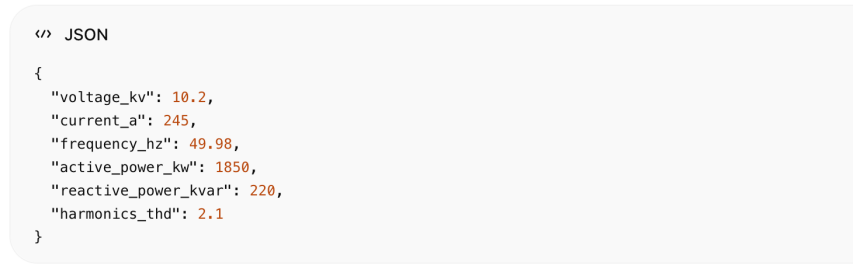 </> JSON
{
"voltage_kv": 10.2,
"current_a": 245,
"frequency_hz": 49.98,
"active_power_kw": 1850,
"reactive_power_kvar": 220,
"harmonics_thd": 2.1
}